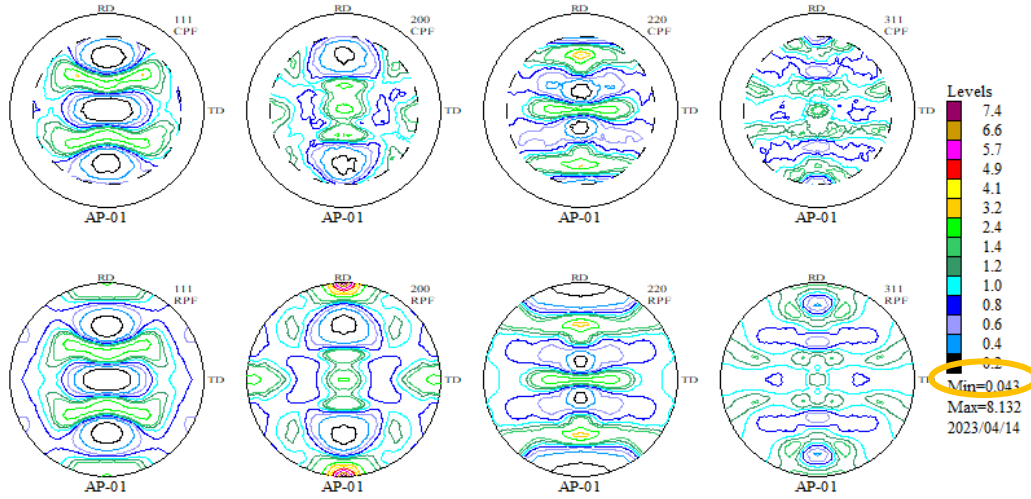 RD
111
CPF
TD
AP-01
RD
200
CPF
TD
AP-01
RD
220
CPF
TD
AP-01
RD
311
CPF
TD
AP-01
RD
111
RPF
TD
AP-01
RD
200
RPF
TD
AP-01
RD
220
RPF
TD
AP-01
RD
311
RPF
TD
AP-01
Levels
7.4
6.6
5.7
4.9
4.1
3.2
2.4
1.4
1.2
1.0
0.8
0.6
0.4
0.2
Min=0.043
Max=8.132
2023/04/14